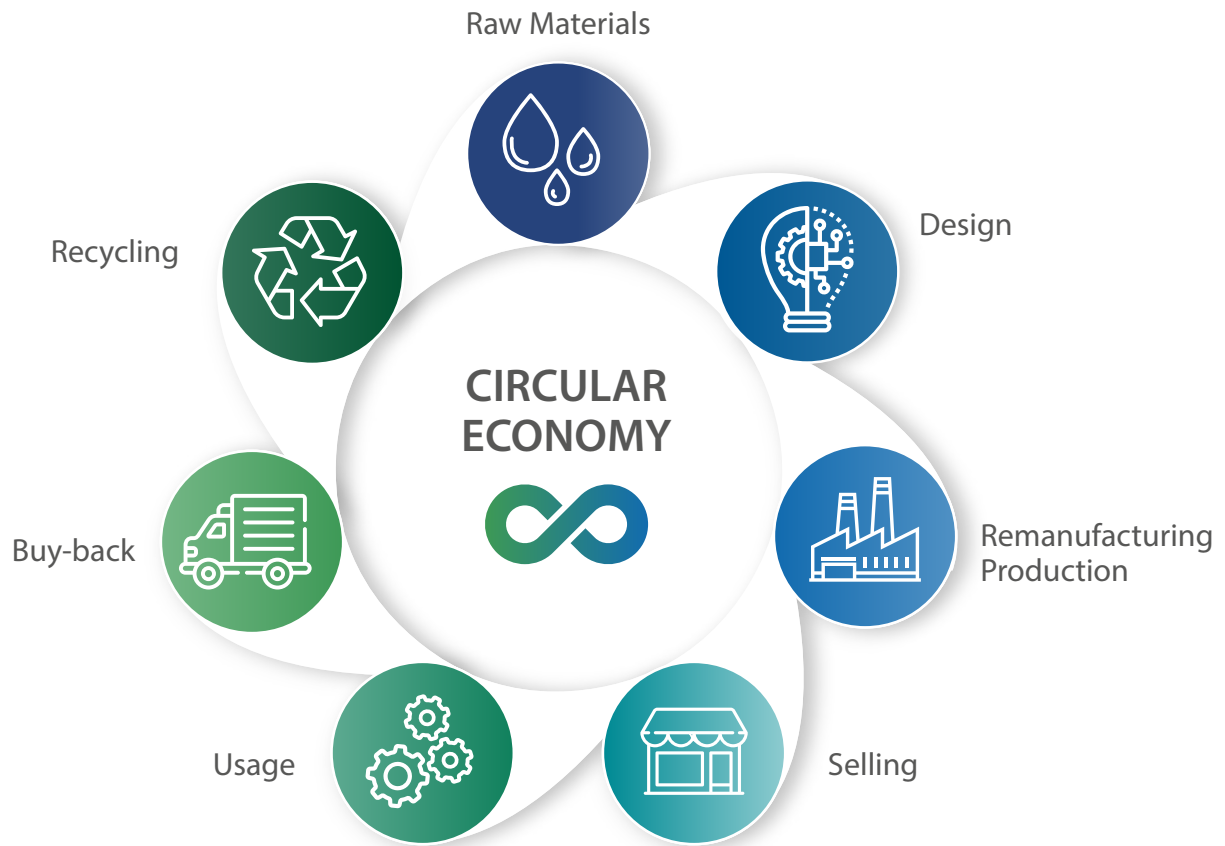 Raw Materials
Design
Recycling
CIRCULAR
ECONOMY
Buy-back
Remanufacturing
Production
Usage
Selling